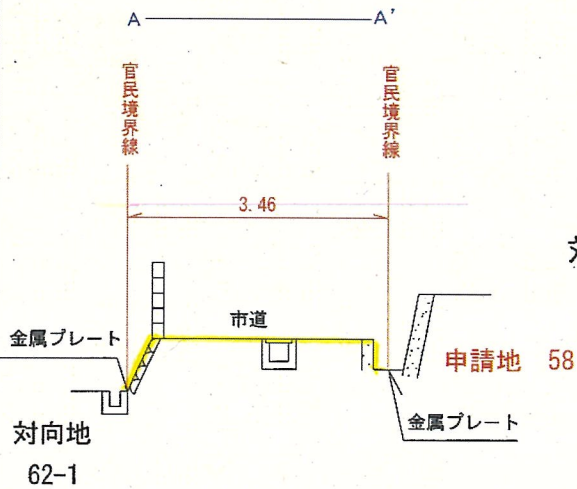 A A'
官民境界線
官民境界線
3.46
市道
金属プレート
申請地 58
金属プレート
対向地
62-1